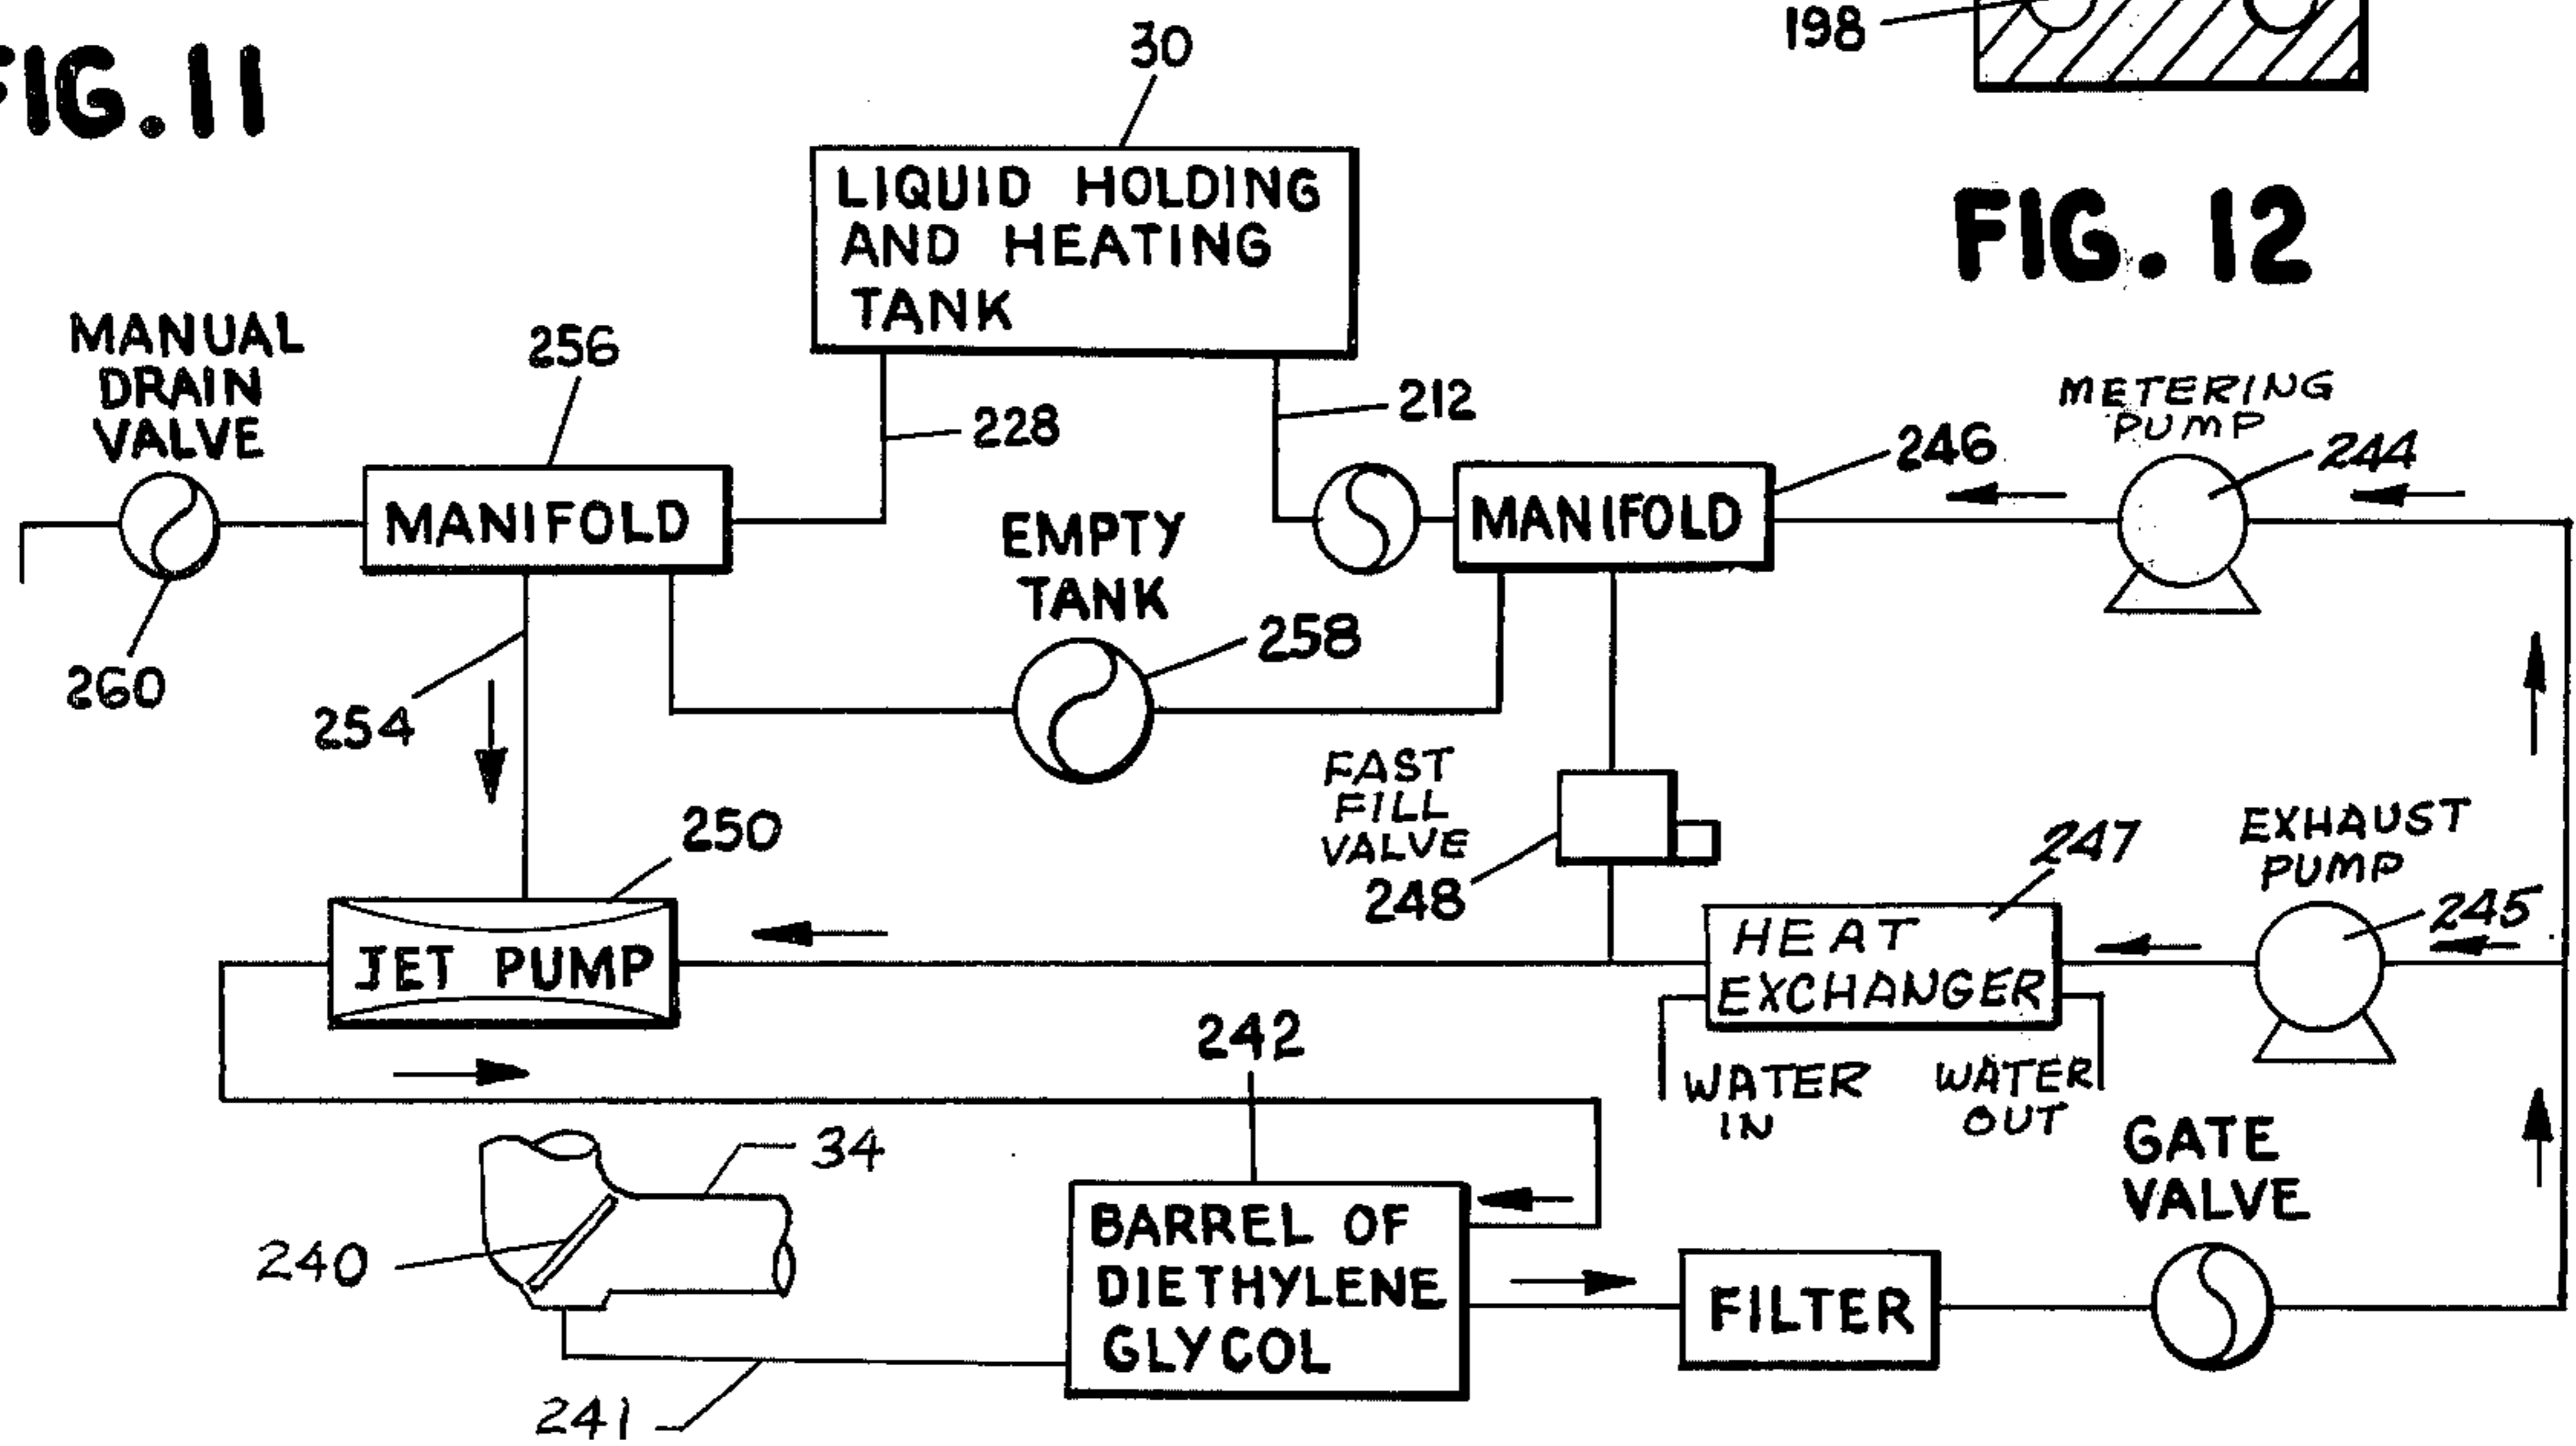 198
FIG. 11
30
LIQUID HOLDING
AND HEATING
TANK
FIG. 12
MANUAL
DRAIN
VALVE
256
228
212
METERING
PUMP
244
246
MANIFOLD
MANIFOLD
EMPTY
TANK
258
260
254
FAST
FILL
VALVE
248
250
JET PUMP
247
HEAT
EXCHANGER
EXHAUST
PUMP
245
WATER
IN
WATER
OUT
242
34
240
241
BARREL OF
DIETHYLENE
GLYCOL
FILTER
GATE
VALVE